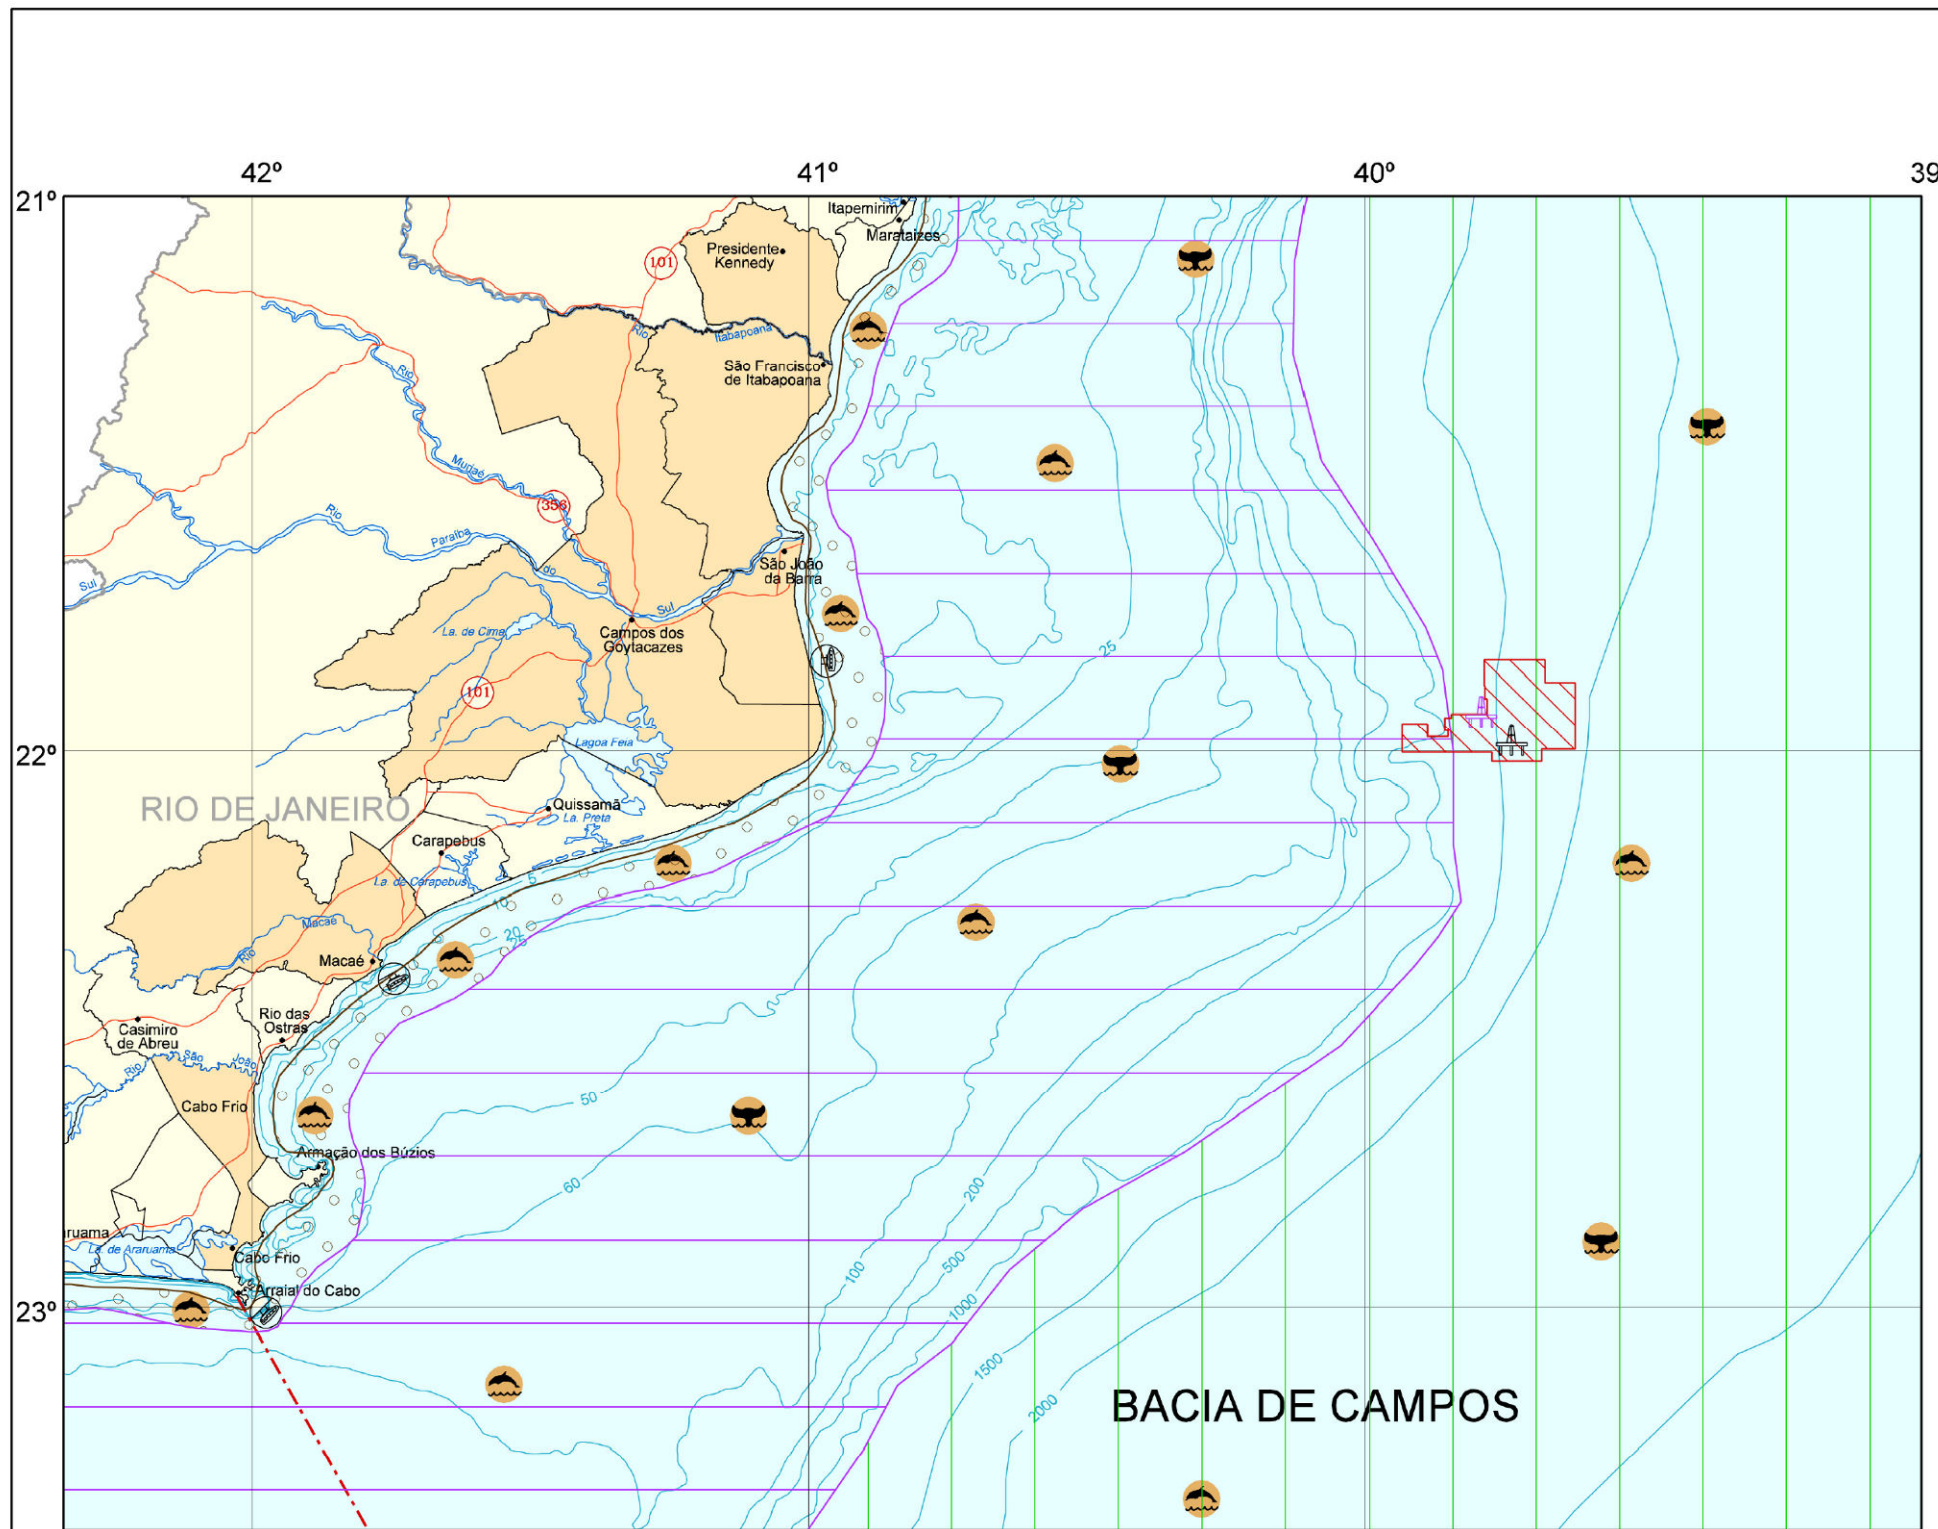 42º
41º
40º
39
21º
Itapemirim
Marataizes
Presidente
Kennedy
101
Rio
Itabapoana
São Francisco
de Itabapoana
Rio
Muriaé
356
Rio
Paraíba
do
Sul
Sul
São João
da Barra
La. de Cima
Campos dos
Goytacazes
25
101
Lagoa Feia
22º
RIO DE JANEIRO
Quissamã
La. Preta
Carapebus
La. de Carapebus
5
10
20
25
Macaé
Rio
Macaé
Rio das
Ostras
Casimiro
de Abreu
Rio
São
João
Cabo Frio
50
Armação dos Búzios
60
200
ruama
La. de Araruama
Cabo Frio
100
500
1000
Arraial do Cabo
23º
1500
2000
BACIA DE CAMPOS